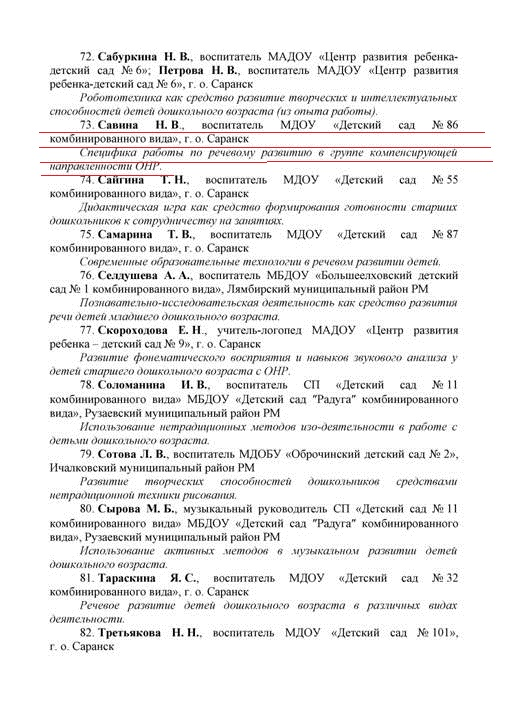 72. Сабуркина Н. В., воспитатель МАДОУ «Центр развития ребенка-
детский сад № 6»; Петрова Н. В., воспитатель МАДОУ «Центр развития
ребенка-детский сад № 6», г. о. Саранск
Робототехника как средство развитие творческих и интеллектуальных
способностей детей дошкольного возраста (из опыта работы).
73. Савина Н. В., воспитатель МДОУ «Детский сад № 86
комбинированного вида», г. о. Саранск
Специфика работы по речевому развитию в группе компенсирующей
направленности ОНР.
74. Сайгина Т. Н., воспитатель МДОУ «Детский сад № 55
комбинированного вида», г. о. Саранск
Дидактическая игра как средство формирования готовности старших
дошкольников к сотрудничеству на занятиях.
75. Самарина Т. В., воспитатель МДОУ «Детский сад № 87
комбинированного вида», г. о. Саранск
Современные образовательные технологии в речевом развитии детей.
76. Селдушева А. А., воспитатель МБДОУ «Большеелховский детский
сад № 1 комбинированного вида», Лямбирский муниципальный район РМ
Познавательно-исследовательская деятельность как средство развития
речи детей младшего дошкольного возраста.
77. Скороходова Е. Н., учитель-логопед МАДОУ «Центр развития
ребенка – детский сад № 9», г. о. Саранск
Развитие фонематического восприятия и навыков звукового анализа у
детей старшего дошкольного возраста с ОНР.
78. Соломанина И. В., воспитатель СП «Детский сад № 11
комбинированного вида» МБДОУ «Детский сад "Радуга" комбинированного
вида», Рузаевский муниципальный район РМ
Использование нетрадиционных методов изо-деятельности в работе с
детьми дошкольного возраста.
79. Сотова Л. В., воспитатель МДОБУ «Оброчинский детский сад № 2»,
Ичалковский муниципальный район РМ
Развитие творческих способностей дошкольников средствами
нетрадиционной техники рисования.
80. Сырова М. Б., музыкальный руководитель СП «Детский сад № 11
комбинированного вида» МБДОУ «Детский сад "Радуга" комбинированного
вида», Рузаевский муниципальный район РМ
Использование активных методов в музыкальном развитии детей
дошкольного возраста.
81. Тараскина Я. С., воспитатель МДОУ «Детский сад № 32
комбинированного вида», г. о. Саранск
Речевое развитие детей дошкольного возраста в различных видах
деятельности.
82. Третьякова Н. Н., воспитатель МДОУ «Детский сад № 101»,
г. о. Саранск